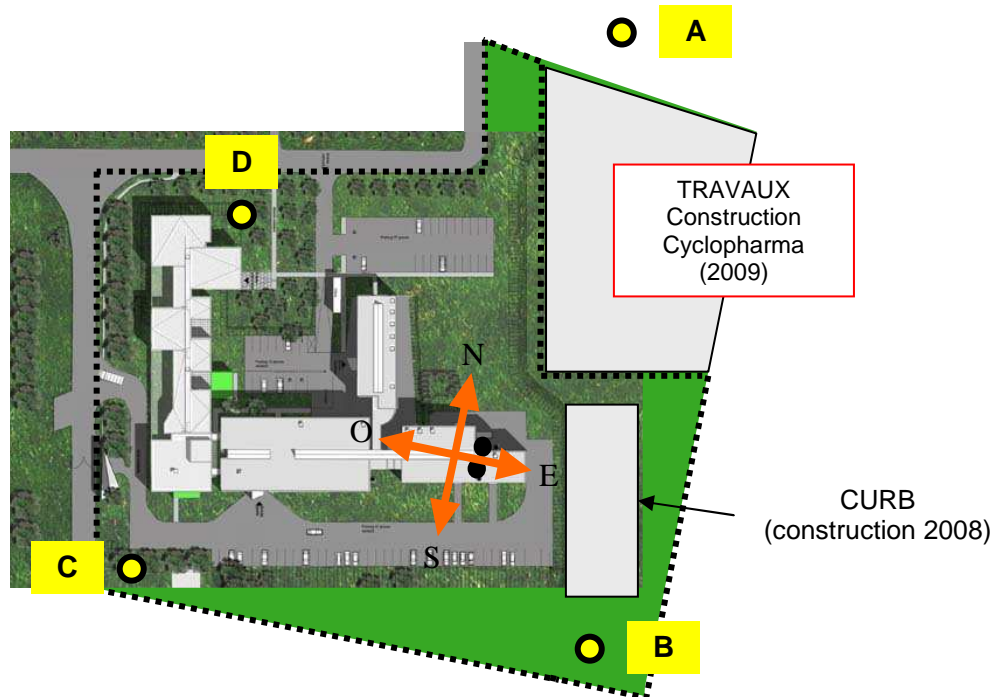 A
D
TRAVAUX
Construction
Cyclopharma
(2009)
N
O
E
CURB
(construction 2008)
S
C
B